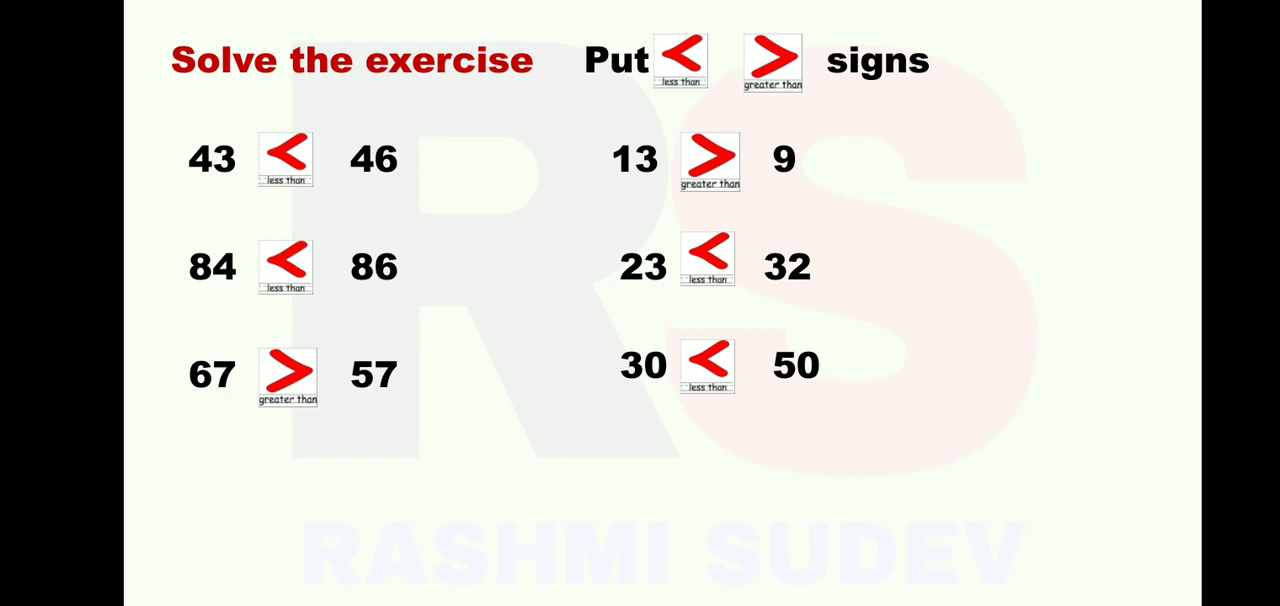 Solve the exercise Put < > signs
less than greater than
43 < 46 13 > 9
less than greater than
84 < 86 23 < 32
less than less than
67 > 57 30 < 50
greater than less than
RS
RASHMI SUDEV